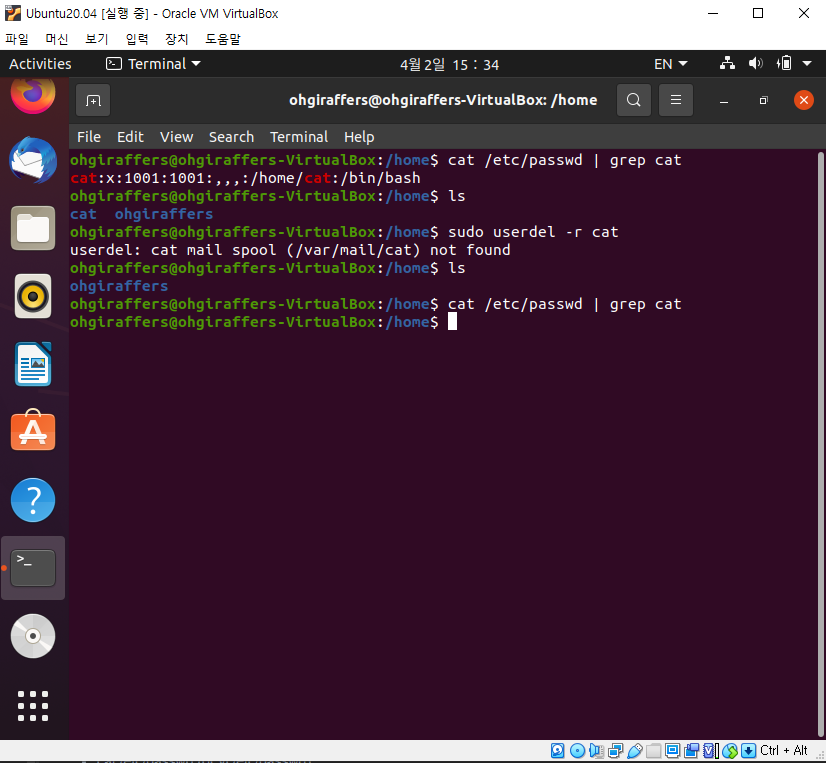 Ubuntu20.04 [실행 중] - Oracle VM VirtualBox
파일 머신 보기 입력 장치 도움말
Activities Terminal 4월 2일 15 : 34 EN
ohgiraffers@ohgiraffers-VirtualBox: /home
File Edit View Search Terminal Help
ohgiraffers@ohgiraffers-VirtualBox:/home$ cat /etc/passwd | grep cat
cat:x:1001:1001:,,,:/home/cat:/bin/bash
ohgiraffers@ohgiraffers-VirtualBox:/home$ ls
cat  ohgiraffers
ohgiraffers@ohgiraffers-VirtualBox:/home$ sudo userdel -r cat
userdel: cat mail spool (/var/mail/cat) not found
ohgiraffers@ohgiraffers-VirtualBox:/home$ ls
ohgiraffers
ohgiraffers@ohgiraffers-VirtualBox:/home$ cat /etc/passwd | grep cat
ohgiraffers@ohgiraffers-VirtualBox:/home$
Ctrl + Alt